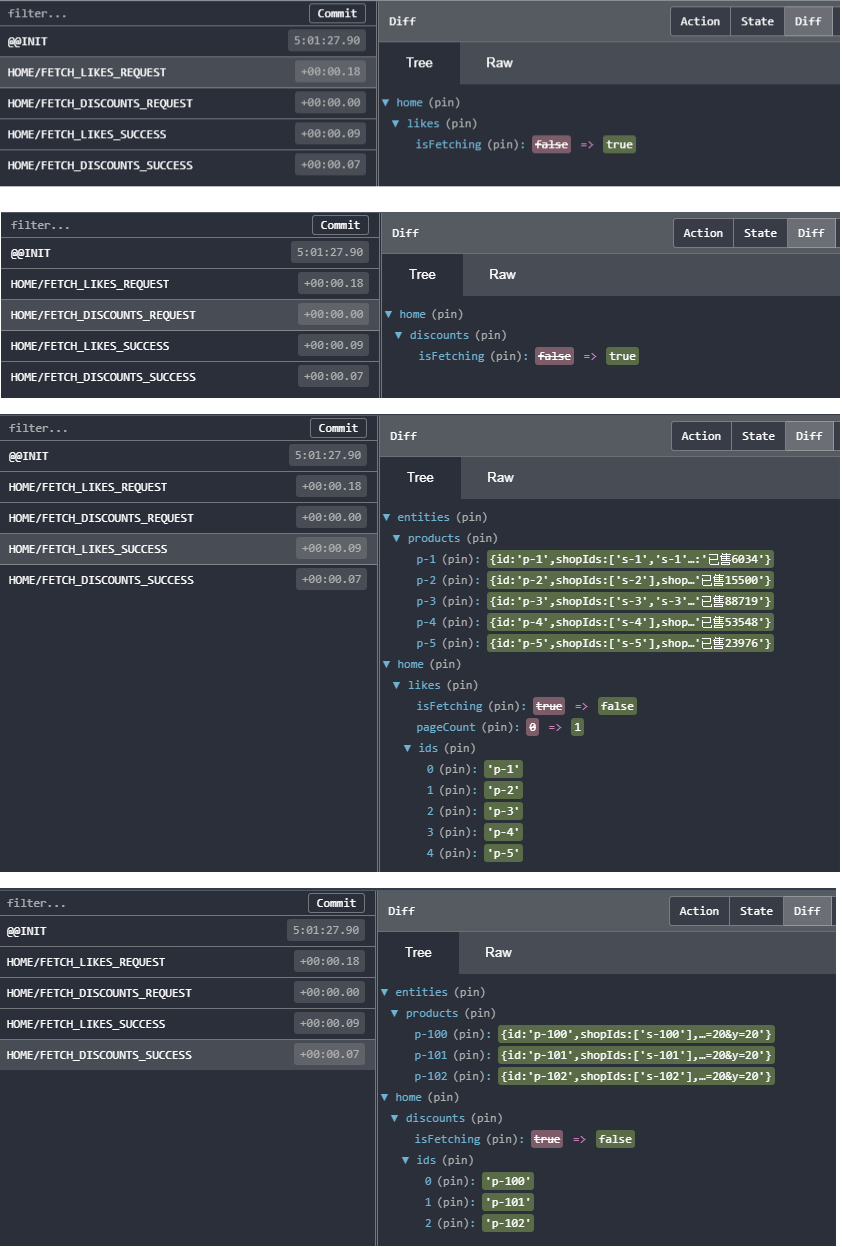 filter... Commit
@@INIT 5:01:27.90
HOME/FETCH_LIKES_REQUEST +00:00.18
HOME/FETCH_DISCOUNTS_REQUEST +00:00.00
HOME/FETCH_LIKES_SUCCESS +00:00.09
HOME/FETCH_DISCOUNTS_SUCCESS +00:00.07
Diff Action State Diff
Tree Raw
▼ home (pin)
▼ likes (pin)
isFetching (pin): false => true
filter... Commit
@@INIT 5:01:27.90
HOME/FETCH_LIKES_REQUEST +00:00.18
HOME/FETCH_DISCOUNTS_REQUEST +00:00.00
HOME/FETCH_LIKES_SUCCESS +00:00.09
HOME/FETCH_DISCOUNTS_SUCCESS +00:00.07
Diff Action State Diff
Tree Raw
▼ home (pin)
▼ discounts (pin)
isFetching (pin): false => true
filter... Commit
@@INIT 5:01:27.90
HOME/FETCH_LIKES_REQUEST +00:00.18
HOME/FETCH_DISCOUNTS_REQUEST +00:00.00
HOME/FETCH_LIKES_SUCCESS +00:00.09
HOME/FETCH_DISCOUNTS_SUCCESS +00:00.07
Diff Action State Diff
Tree Raw
▼ entities (pin)
▼ products (pin)
p-1 (pin): {id:'p-1',shopIds:['s-1','s-1'…:'已售6034'}
p-2 (pin): {id:'p-2',shopIds:['s-2'],shop…'已售15500'}
p-3 (pin): {id:'p-3',shopIds:['s-3','s-3'…'已售88719'}
p-4 (pin): {id:'p-4',shopIds:['s-4'],shop…'已售53548'}
p-5 (pin): {id:'p-5',shopIds:['s-5'],shop…'已售23976'}
▼ home (pin)
▼ likes (pin)
isFetching (pin): true => false
pageCount (pin): 0 => 1
▼ ids (pin)
0 (pin): 'p-1'
1 (pin): 'p-2'
2 (pin): 'p-3'
3 (pin): 'p-4'
4 (pin): 'p-5'
filter... Commit
@@INIT 5:01:27.90
HOME/FETCH_LIKES_REQUEST +00:00.18
HOME/FETCH_DISCOUNTS_REQUEST +00:00.00
HOME/FETCH_LIKES_SUCCESS +00:00.09
HOME/FETCH_DISCOUNTS_SUCCESS +00:00.07
Diff Action State Diff
Tree Raw
▼ entities (pin)
▼ products (pin)
p-100 (pin): {id:'p-100',shopIds:['s-100'],…=20&y=20'}
p-101 (pin): {id:'p-101',shopIds:['s-101'],…=20&y=20'}
p-102 (pin): {id:'p-102',shopIds:['s-102'],…=20&y=20'}
▼ home (pin)
▼ discounts (pin)
isFetching (pin): true => false
▼ ids (pin)
0 (pin): 'p-100'
1 (pin): 'p-101'
2 (pin): 'p-102'